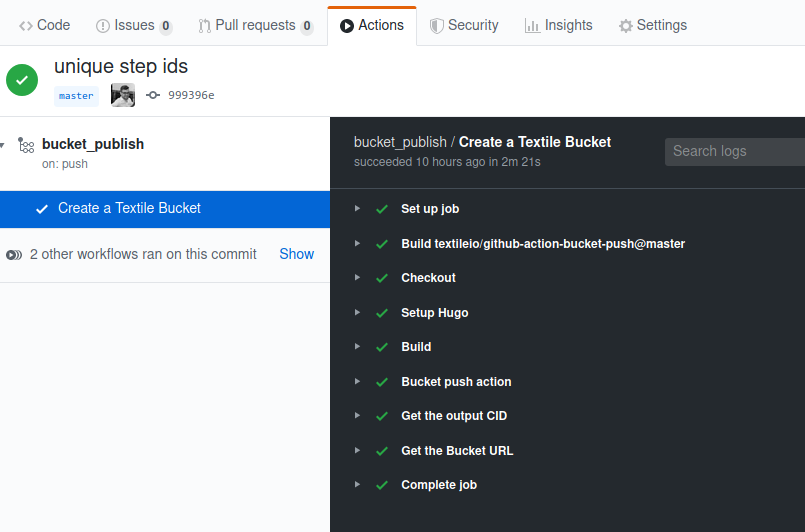 Code Issues 0 Pull requests 0 Actions Security Insights Settings
unique step ids
master 999396e
bucket_publish
on: push
Create a Textile Bucket
2 other workflows ran on this commit Show
bucket_publish / Create a Textile Bucket
succeeded 10 hours ago in 2m 21s
Search logs
Set up job
Build textileio/github-action-bucket-push@master
Checkout
Setup Hugo
Build
Bucket push action
Get the output CID
Get the Bucket URL
Complete job